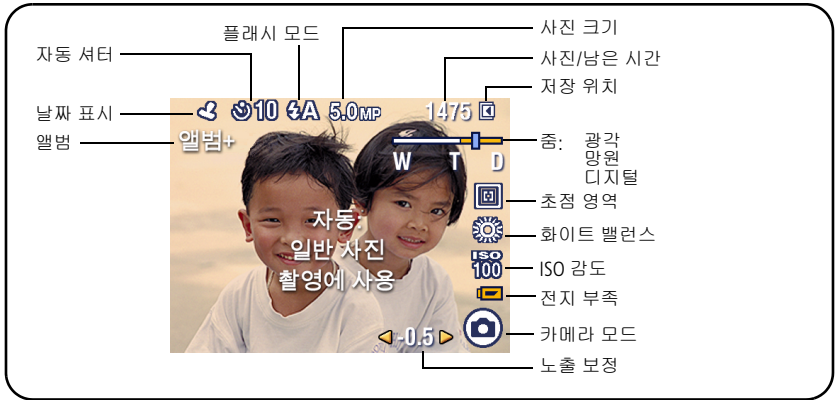 플래시 모드
사진 크기
자동 셔터
사진/남은 시간
저장 위치
날짜 표시
10 A 5.0MP 1475
앨범
앨범+
줌: 광각
망원
디지털
W T D
초점 영역
화이트 밸런스
자동:
일반 사진
촬영에 사용
ISO
100
ISO 감도
전지 부족
카메라 모드
-0.5
노출 보정